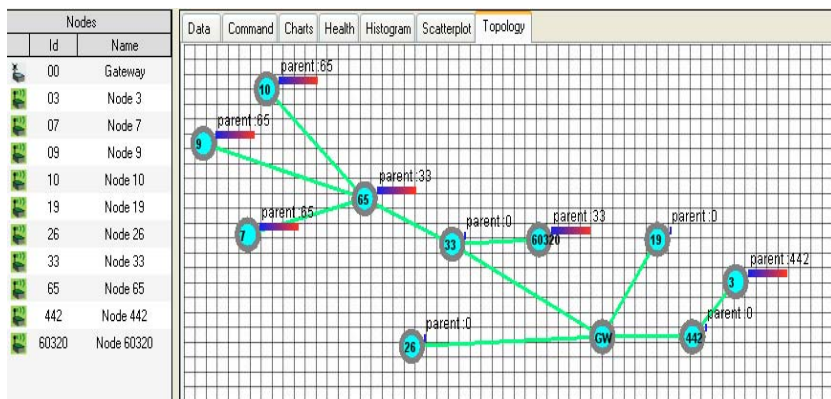 Nodes
Id Name
00 Gateway
03 Node 3
07 Node 7
09 Node 9
10 Node 10
19 Node 19
26 Node 26
33 Node 33
65 Node 65
442 Node 442
60320 Node 60320
Data Command Charts Health Histogram Scatterplot Topology
parent:65
10
parent:65
9
parent:33
65
parent:65
7
parent:0
33
parent:33
60320
parent:0
19
parent:442
3
parent:0
26
GW
parent:0
442